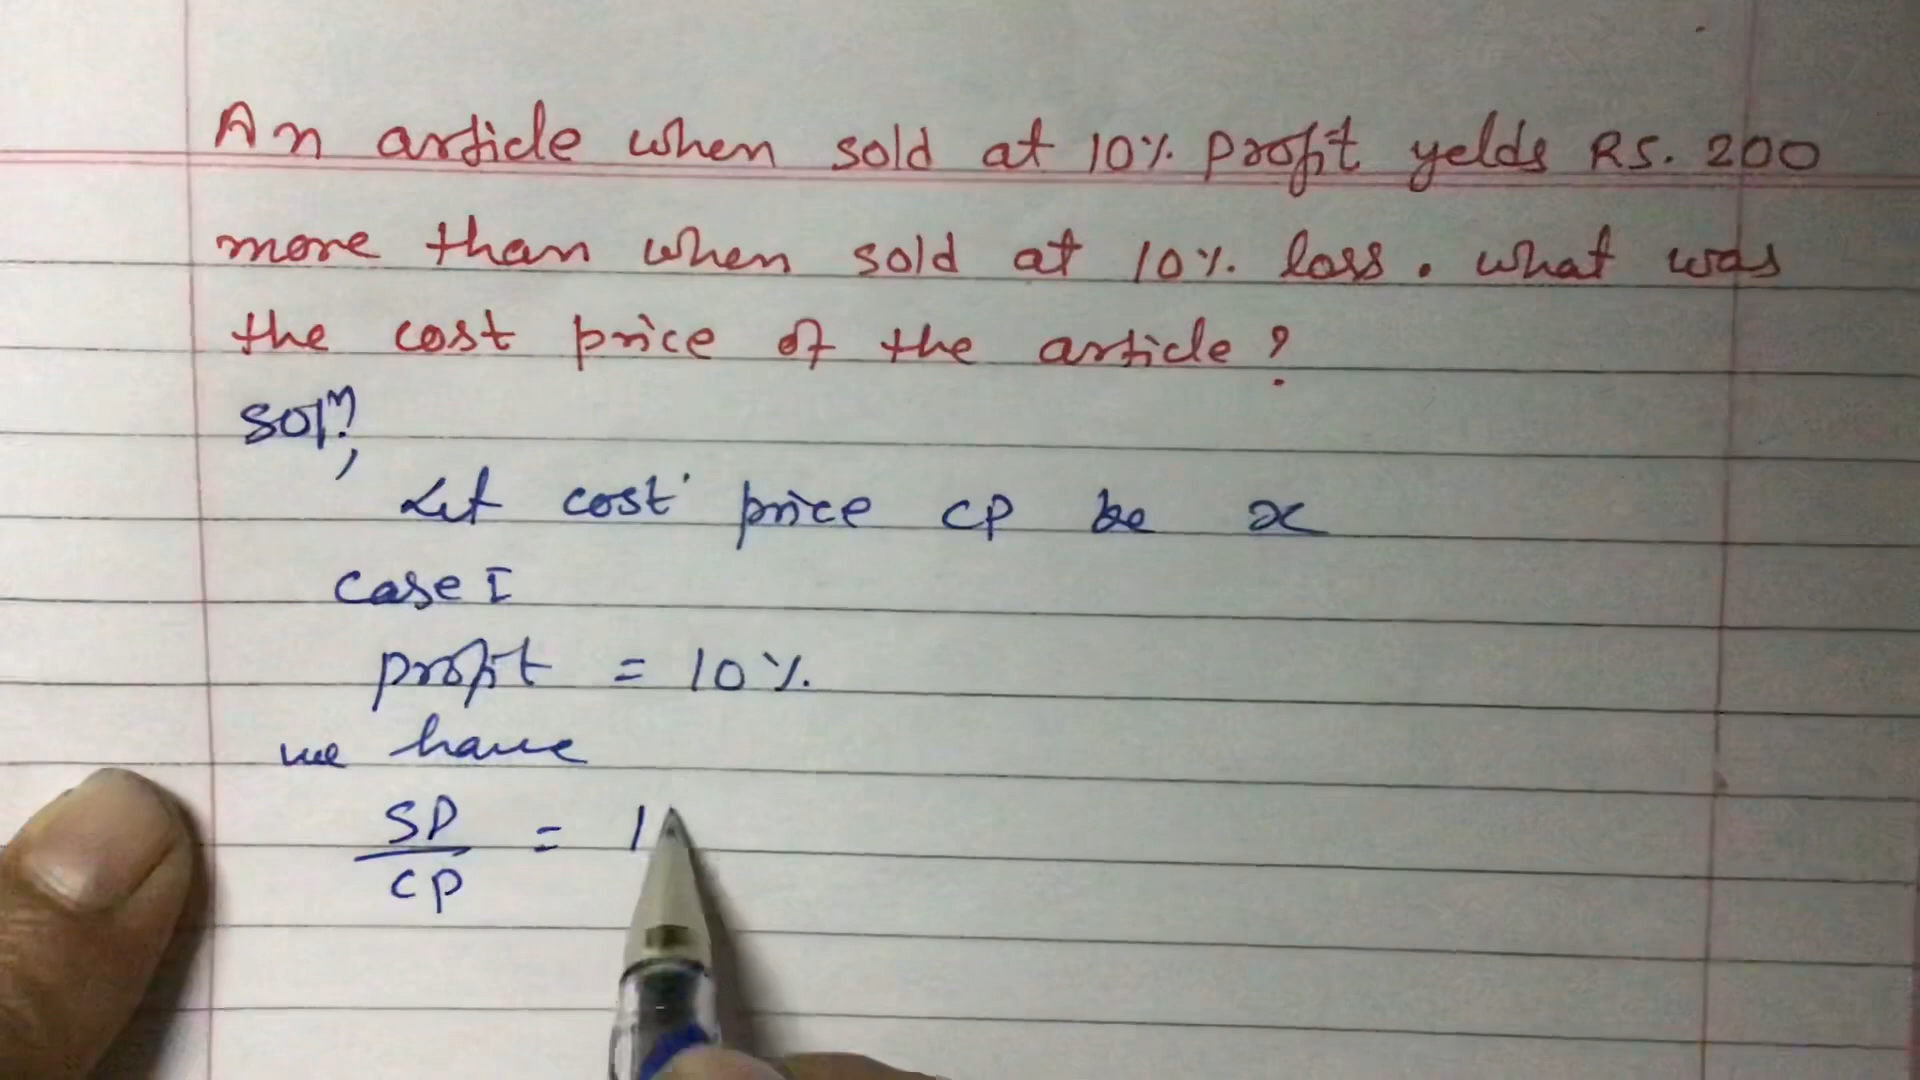 An article when sold at 10% profit yelds RS. 200
more than when sold at 10% loss. what was
the cost price of the article?
Solⁿ,
Let cost price CP be x
Case I
profit = 10%
we have
SP/CP = 1